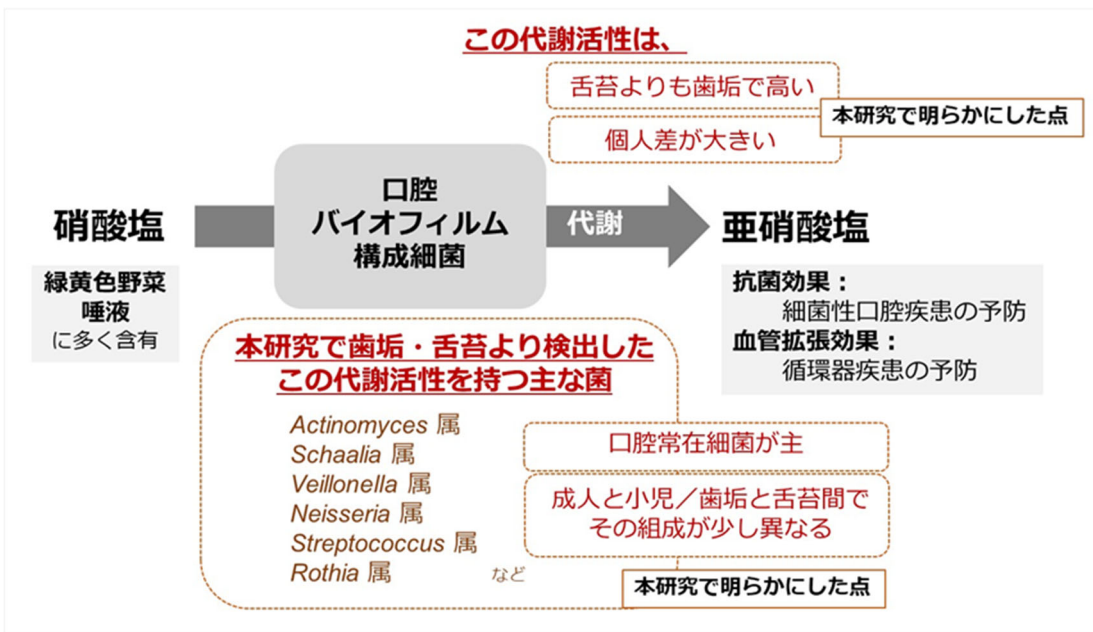 この代謝活性は、
舌苔よりも歯垢で高い
個人差が大きい
本研究で明らかにした点
硝酸塩
緑黄色野菜
唾液
に多く含有
口腔
バイオフィルム
構成細菌
代謝
亜硝酸塩
抗菌効果：
細菌性口腔疾患の予防
血管拡張効果：
循環器疾患の予防
本研究で歯垢・舌苔より検出した
この代謝活性を持つ主な菌
Actinomyces 属
Schaalia 属
Veillonella 属
Neisseria 属
Streptococcus 属
Rothia 属 など
口腔常在細菌が主
成人と小児／歯垢と舌苔間で
その組成が少し異なる
本研究で明らかにした点